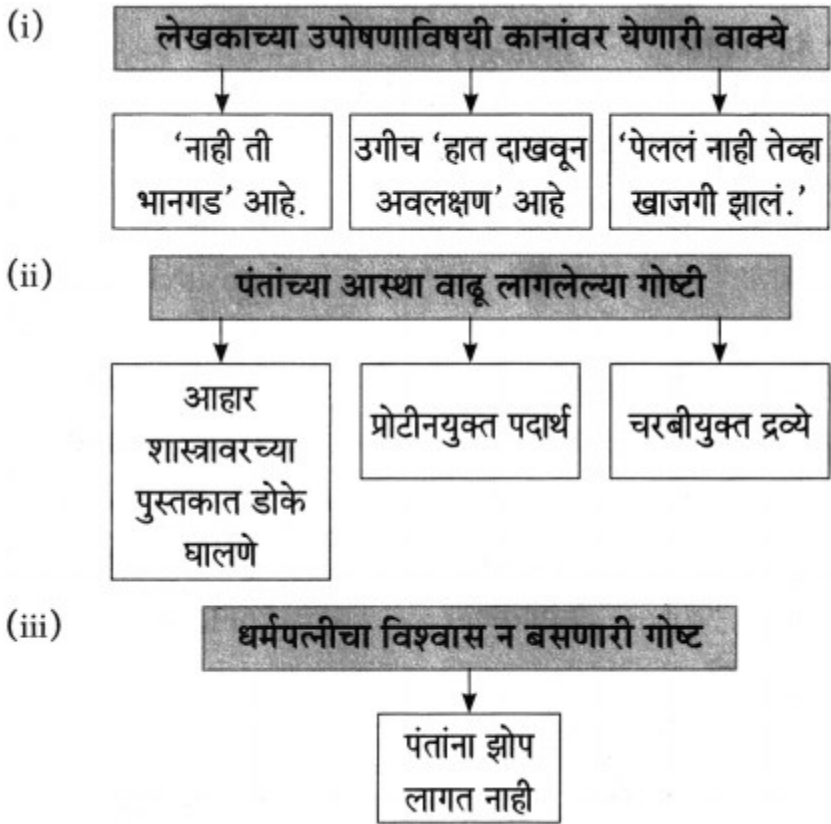 (i)
लेखकाच्या उपोषणाविषयी कानांवर येणारी वाक्ये
‘नाही ती
भानगड’ आहे.
उगीच ‘हात दाखवून
अवलक्षण’ आहे
‘पेललं नाही तेव्हा
खाजगी झालं.’
(ii)
पंतांच्या आस्था वाढू लागलेल्या गोष्टी
आहार
शास्त्रावरच्या
पुस्तकात डोके
घालणे
प्रोटीनयुक्त पदार्थ
चरबीयुक्त द्रव्ये
(iii)
धर्मपत्नीचा विश्वास न बसणारी गोष्ट
पंतांना झोप
लागत नाही